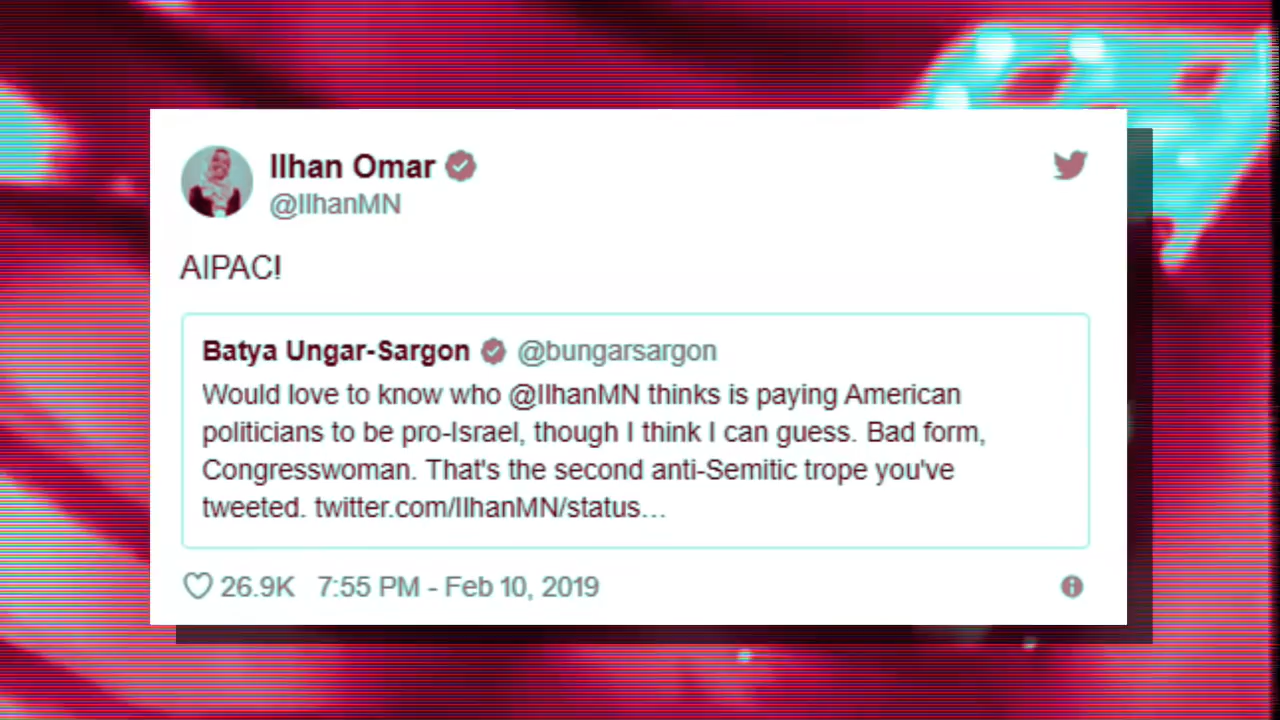 Ilhan Omar
@IlhanMN
AIPAC!
Batya Ungar-Sargon @bungarsargon
Would love to know who @IlhanMN thinks is paying American
politicians to be pro-Israel, though I think I can guess. Bad form,
Congresswoman. That's the second anti-Semitic trope you've
tweeted. twitter.com/IlhanMN/status…
26.9K 7:55 PM - Feb 10, 2019